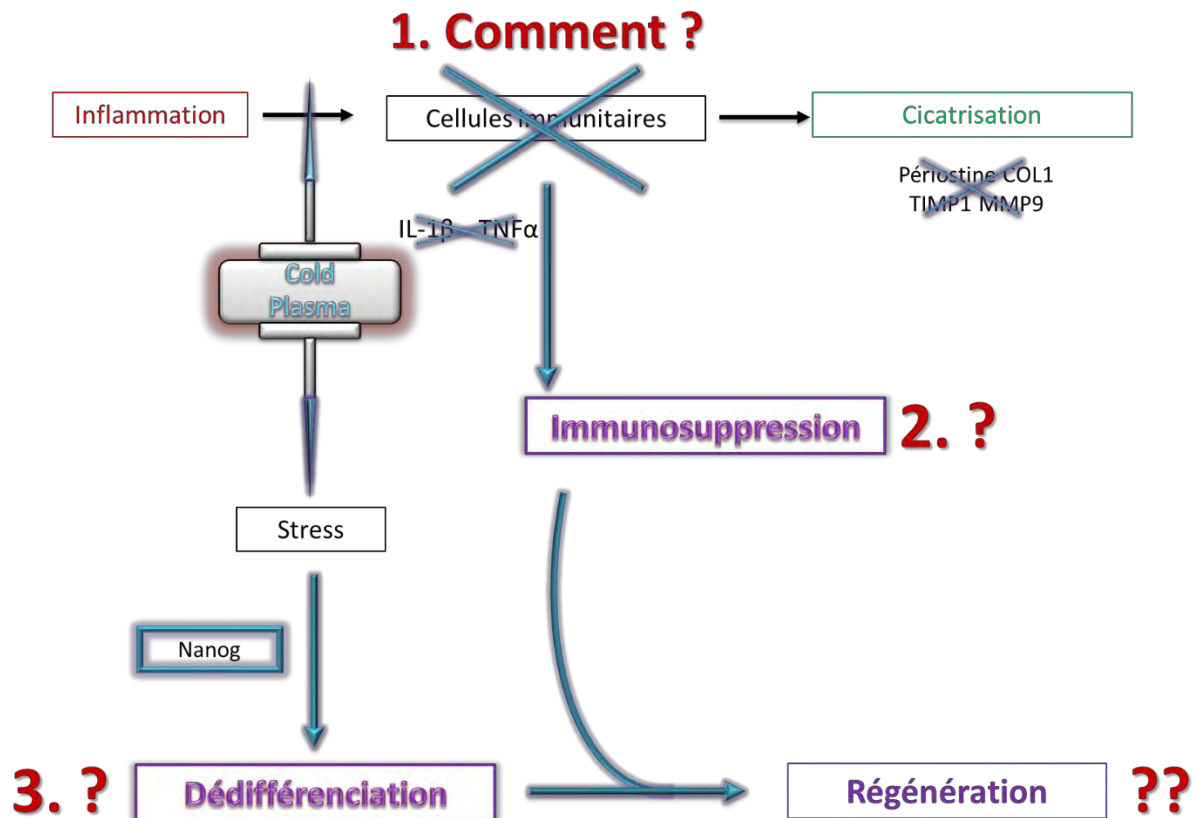 1. Comment ?
Inflammation
Cellules immunitaires
Cicatrisation
Périostine COL1
TIMP1 MMP9
IL-1β TNFα
Cold
Plasma
Immunosuppression
2. ?
Stress
Nanog
3. ?
Dédifférenciation
Régénération
??